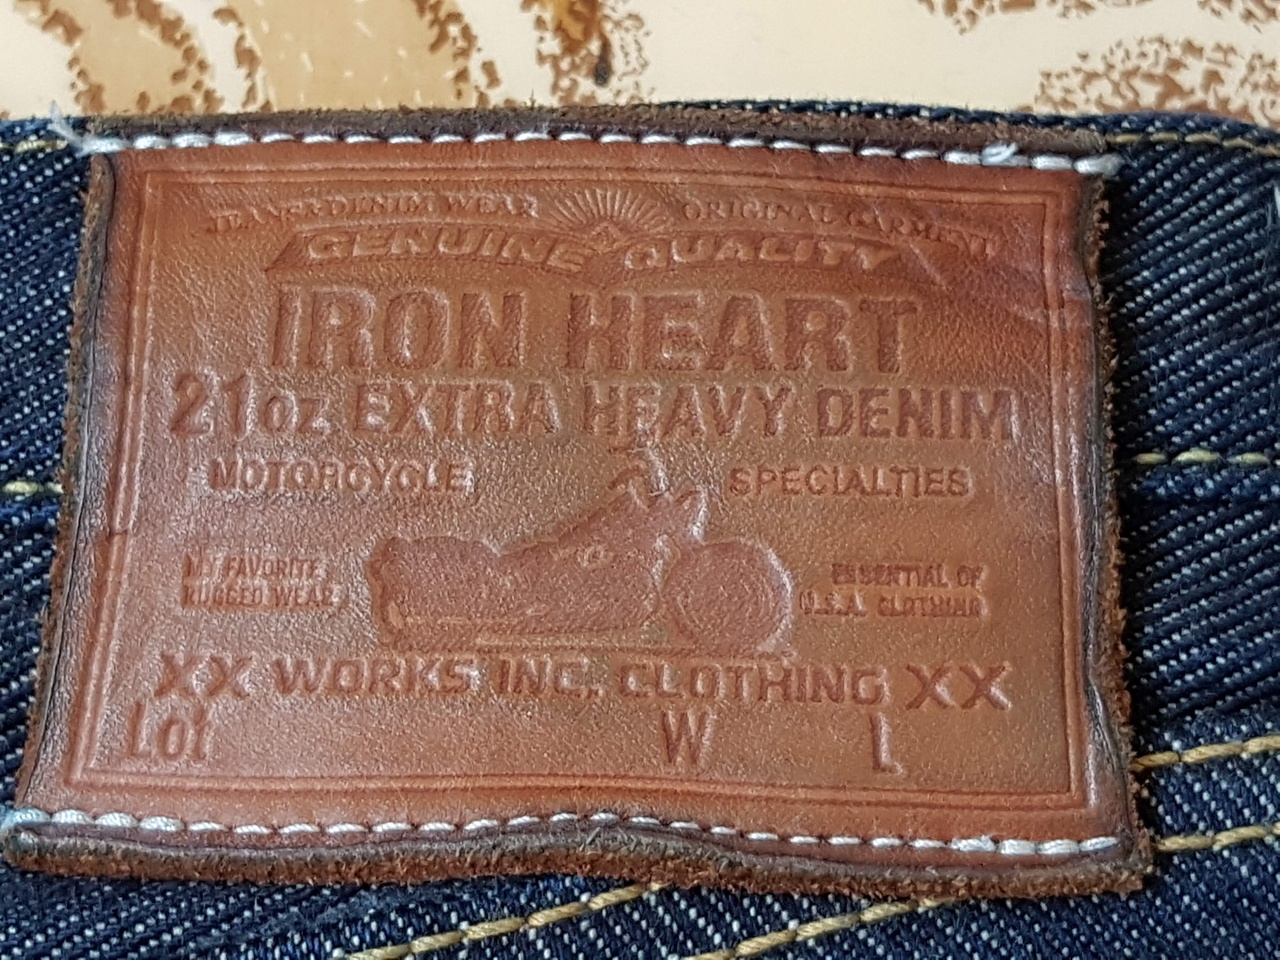 JEANS & DENIM WEAR ORIGINAL GARMENT
GENUINE QUALITY
IRON HEART
21oz EXTRA HEAVY DENIM
MOTORCYCLE SPECIALTIES
MY FAVORITE
RUGGED WEAR
ESSENTIAL OF
U.S.A. CLOTHING
XX WORKS INC. CLOTHING XX
Lot W L